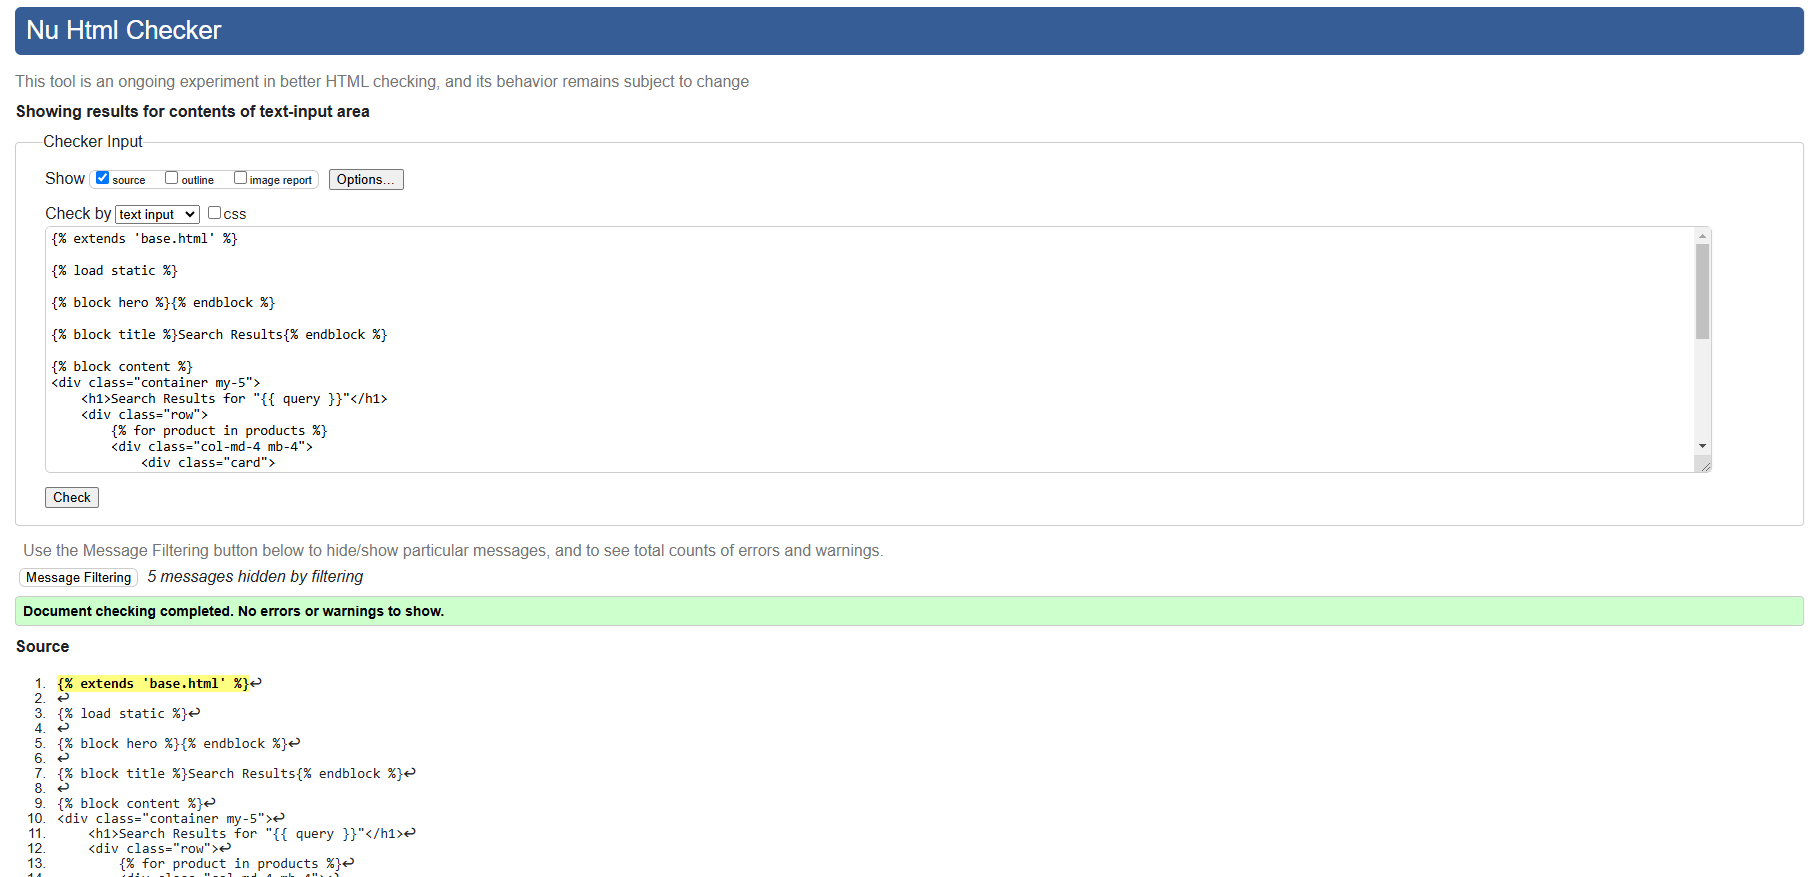 Nu Html Checker
This tool is an ongoing experiment in better HTML checking, and its behavior remains subject to change
Showing results for contents of text-input area
Checker Input
Show source outline image report Options...
Check by text input css
{% extends 'base.html' %}
{% load static %}
{% block hero %}{% endblock %}
{% block title %}Search Results{% endblock %}
{% block content %}
<div class="container my-5">
<h1>Search Results for "{{ query }}"</h1>
<div class="row">
{% for product in products %}
<div class="col-md-4 mb-4">
<div class="card">
Check
Use the Message Filtering button below to hide/show particular messages, and to see total counts of errors and warnings.
Message Filtering 5 messages hidden by filtering
Document checking completed. No errors or warnings to show.
Source
1. {% extends 'base.html' %}↩
2. ↩
3. {% load static %}↩
4. ↩
5. {% block hero %}{% endblock %}↩
6. ↩
7. {% block title %}Search Results{% endblock %}↩
8. ↩
9. {% block content %}↩
10. <div class="container my-5">↩
11. <h1>Search Results for "{{ query }}"</h1>↩
12. <div class="row">↩
13. {% for product in products %}↩
14. <div class="col-md-4 mb-4">↩